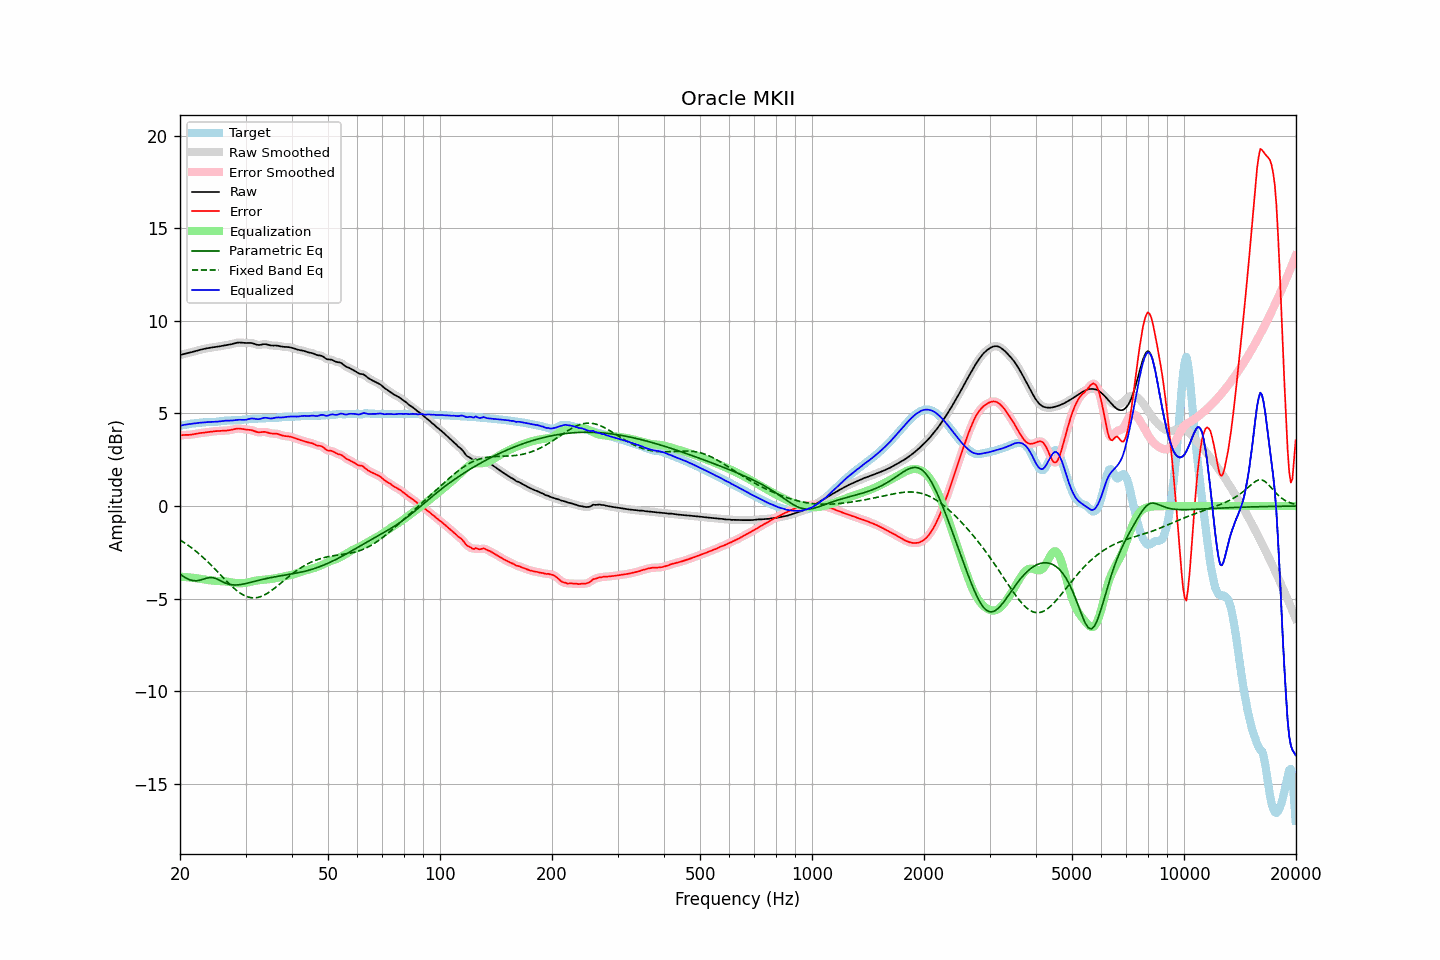 Oracle MKII
Target
Raw Smoothed
Error Smoothed
Raw
Error
Equalization
Parametric Eq
Fixed Band Eq
Equalized
20
15
10
5
0
−5
−10
−15
Amplitude (dBr)
20
50
100
200
500
1000
2000
5000
10000
20000
Frequency (Hz)